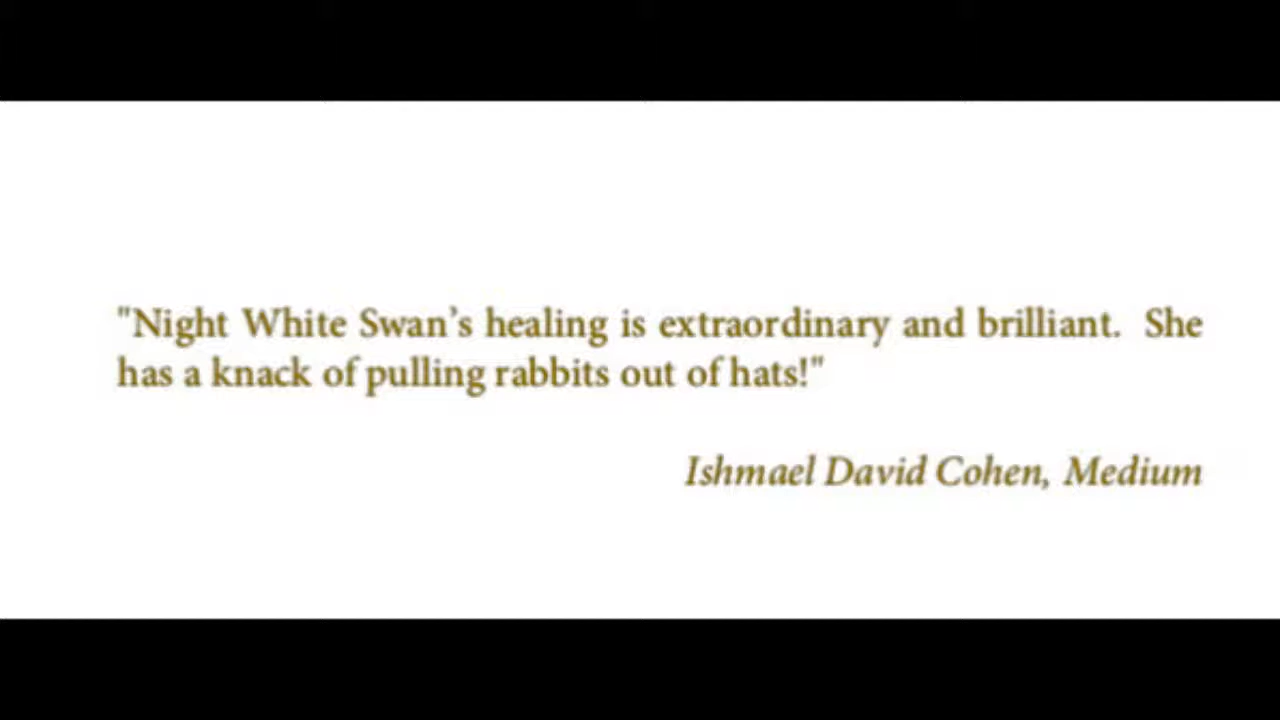 "Night White Swan’s healing is extraordinary and brilliant.  She
has a knack of pulling rabbits out of hats!"
Ishmael David Cohen, Medium